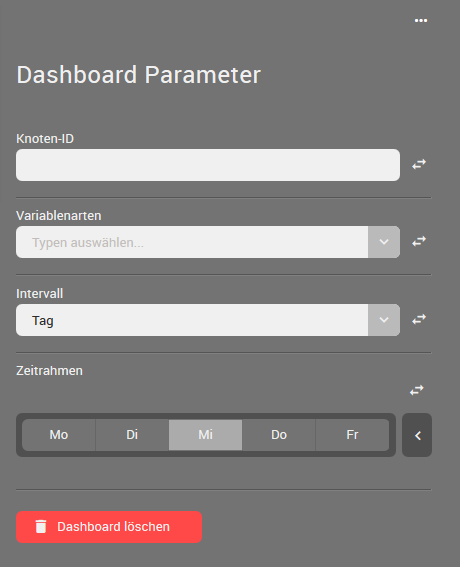 Dashboard Parameter
Knoten-ID
Variablenarten
Typen auswählen...
Intervall
Tag
Zeitrahmen
Mo Di Mi Do Fr
Dashboard löschen